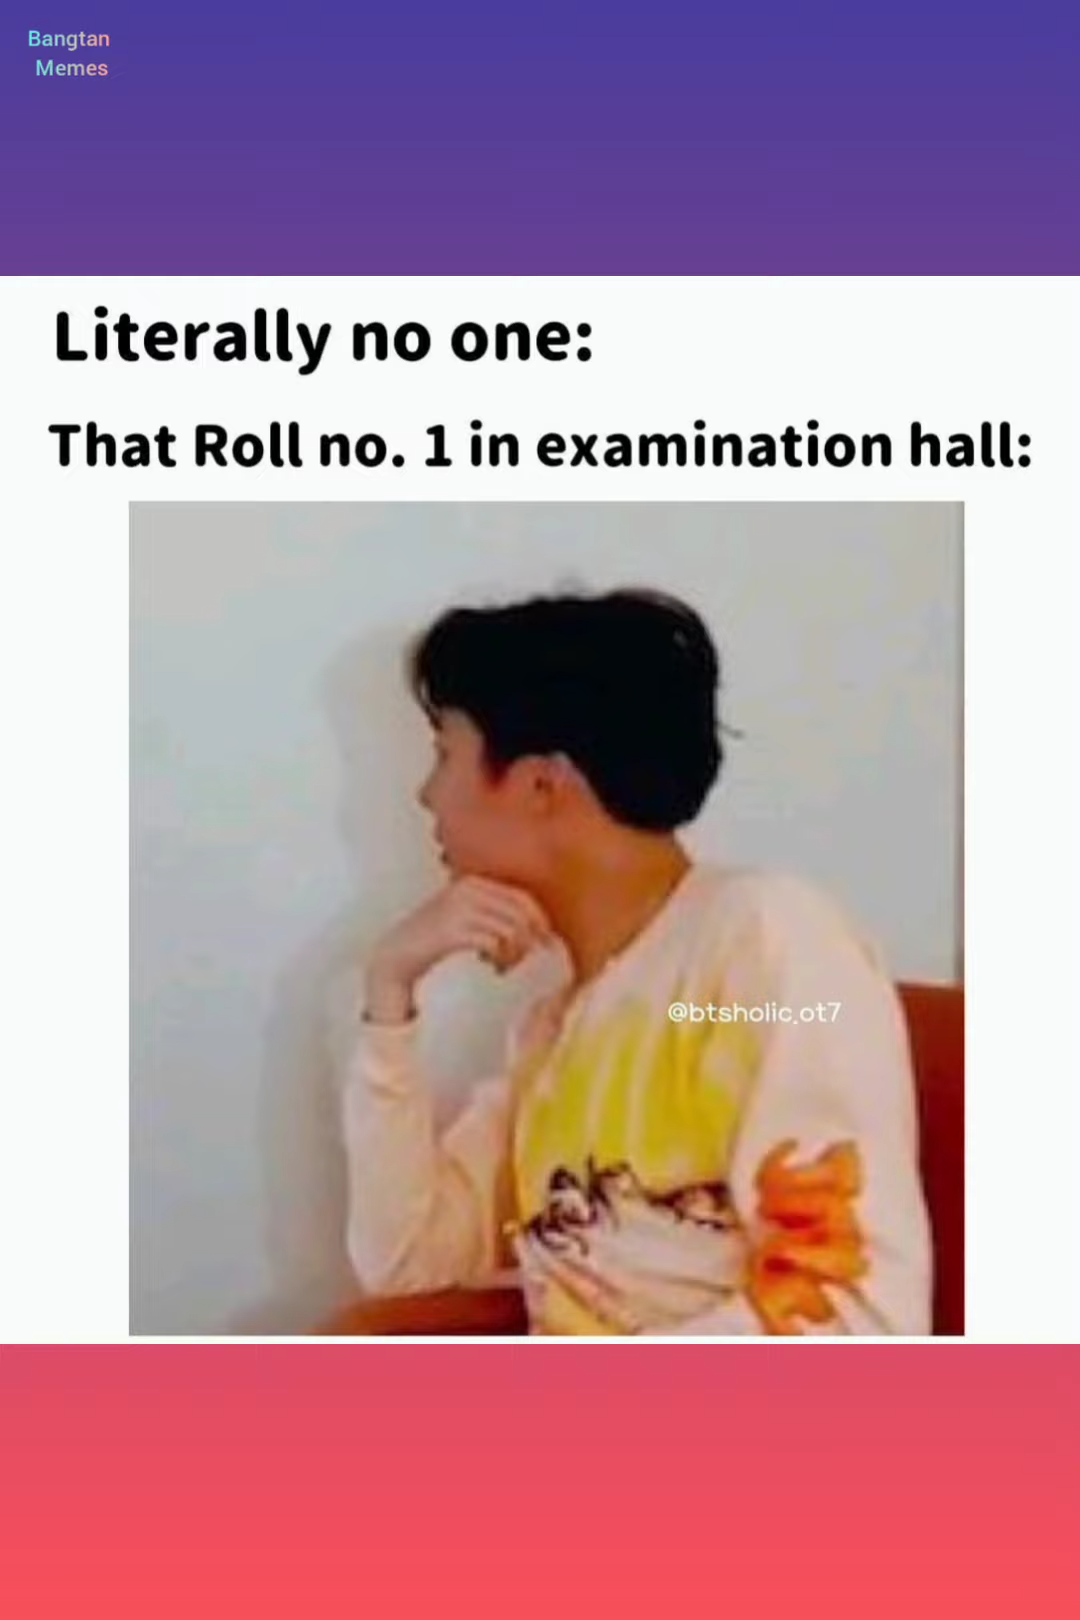 Bangtan
Memes
Literally no one:
That Roll no. 1 in examination hall:
@btsholic.ot7